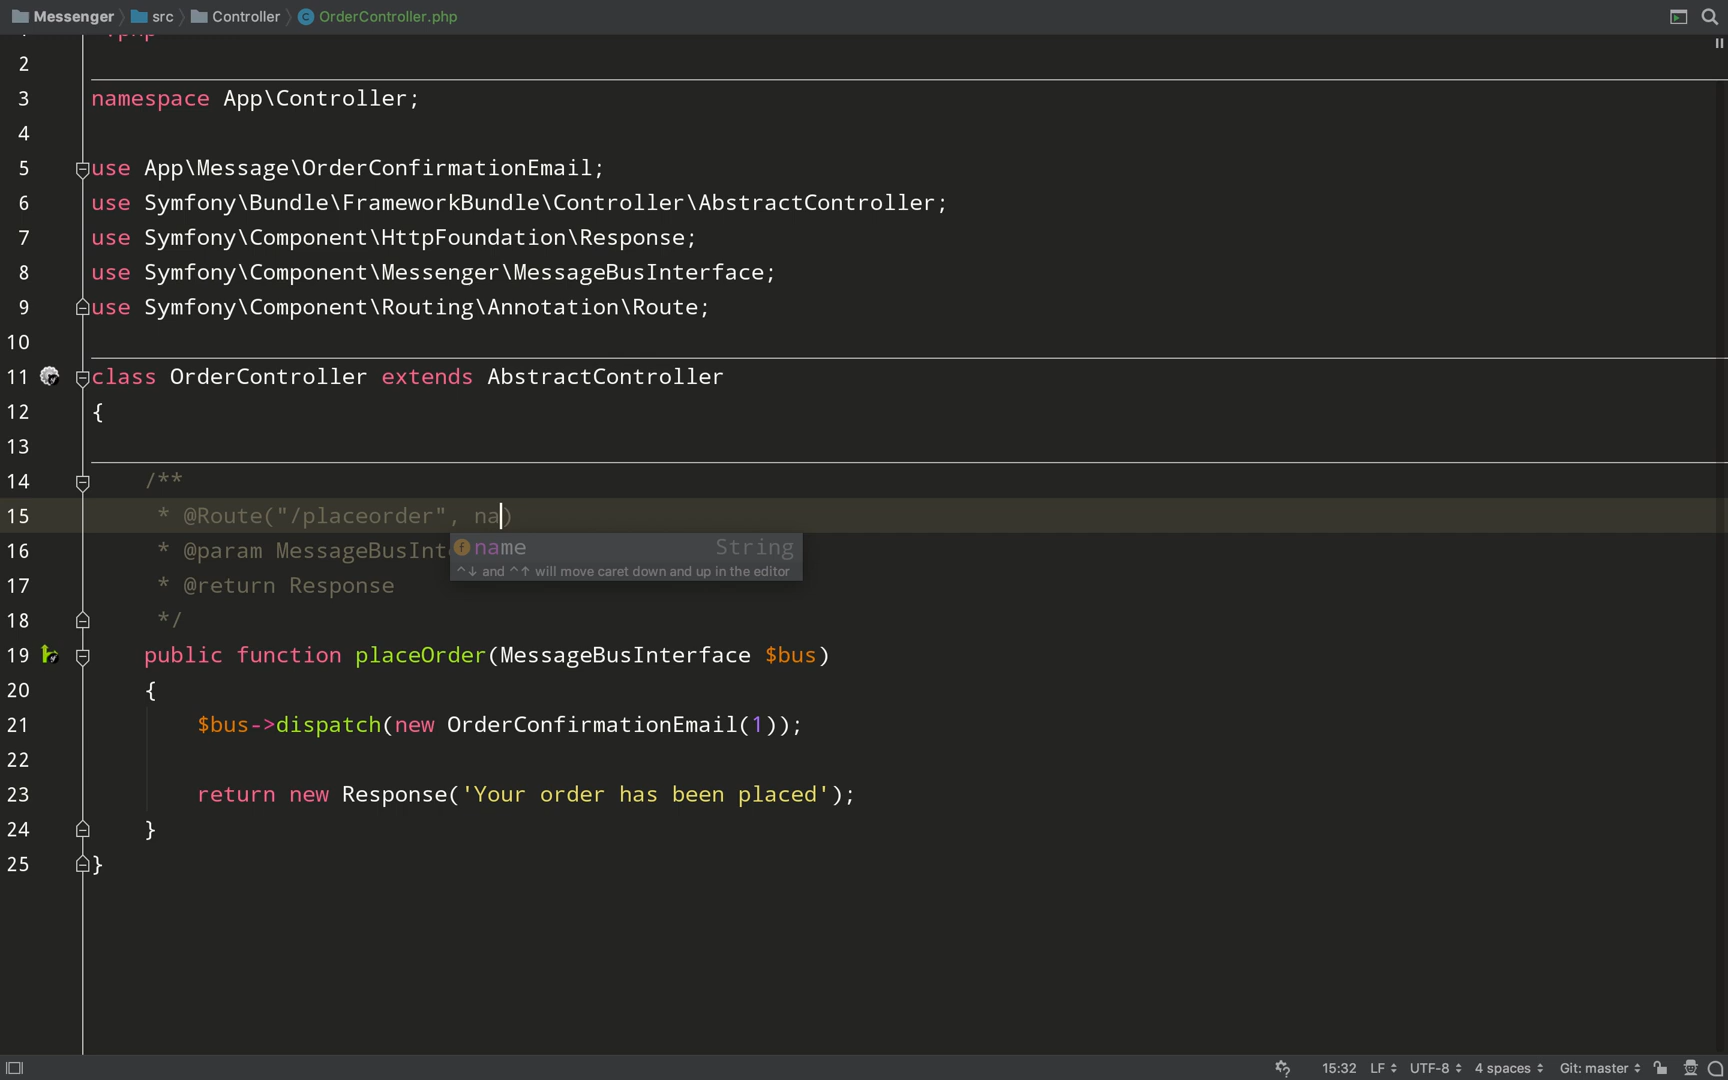 Messenger src Controller OrderController.php
2
3 namespace App\Controller;
4
5 use App\Message\OrderConfirmationEmail;
6 use Symfony\Bundle\FrameworkBundle\Controller\AbstractController;
7 use Symfony\Component\HttpFoundation\Response;
8 use Symfony\Component\Messenger\MessageBusInterface;
9 use Symfony\Component\Routing\Annotation\Route;
10
11 class OrderController extends AbstractController
12 {
13
14 /**
15 * @Route("/placeorder", na)
name String
16 * @param MessageBusInt
^↓ and ^↑ will move caret down and up in the editor
17 * @return Response
18 */
19 public function placeOrder(MessageBusInterface $bus)
20 {
21 $bus->dispatch(new OrderConfirmationEmail(1));
22
23 return new Response('Your order has been placed');
24 }
25 }
15:32 LF UTF-8 4 spaces Git: master